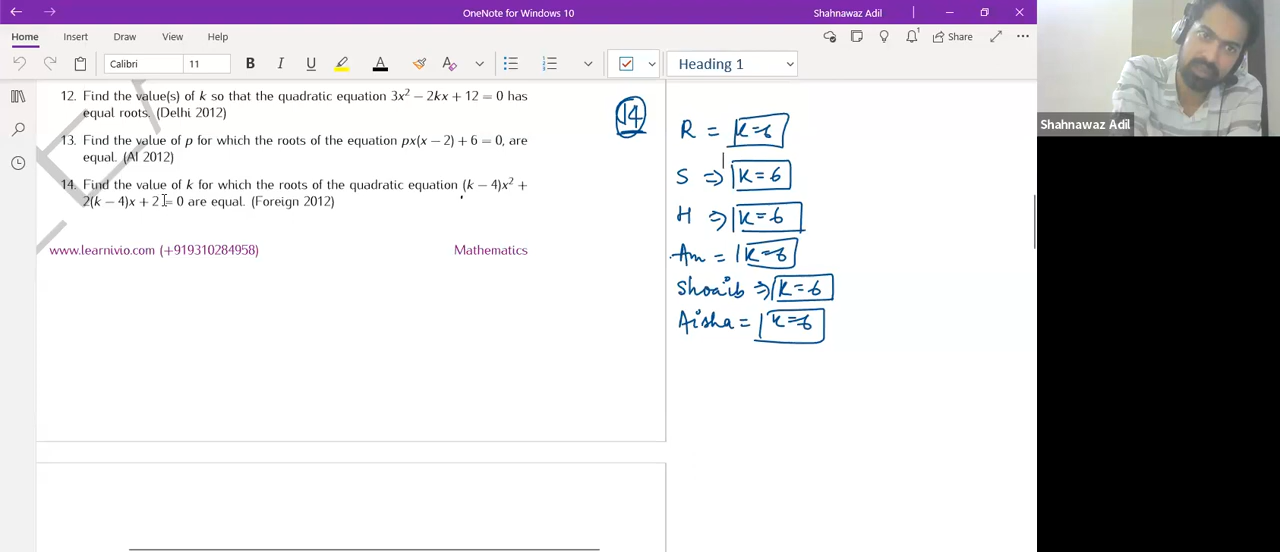 OneNote for Windows 10
Shahnawaz Adil
Home Insert Draw View Help
Share
Calibri 11 B I U A A Heading 1
12. Find the value(s) of k so that the quadratic equation 3x² − 2kx + 12 = 0 has
equal roots. (Delhi 2012)
13. Find the value of p for which the roots of the equation px(x − 2) + 6 = 0, are
equal. (AI 2012)
14. Find the value of k for which the roots of the quadratic equation (k − 4)x² +
2(k − 4)x + 2 = 0 are equal. (Foreign 2012)
www.learnivio.com (+919310284958) Mathematics
14
R = K=6
S ⇒ K=6
H ⇒ K=6
Am = K=6
Shoaib ⇒ K=6
Aisha = K=6
Shahnawaz Adil